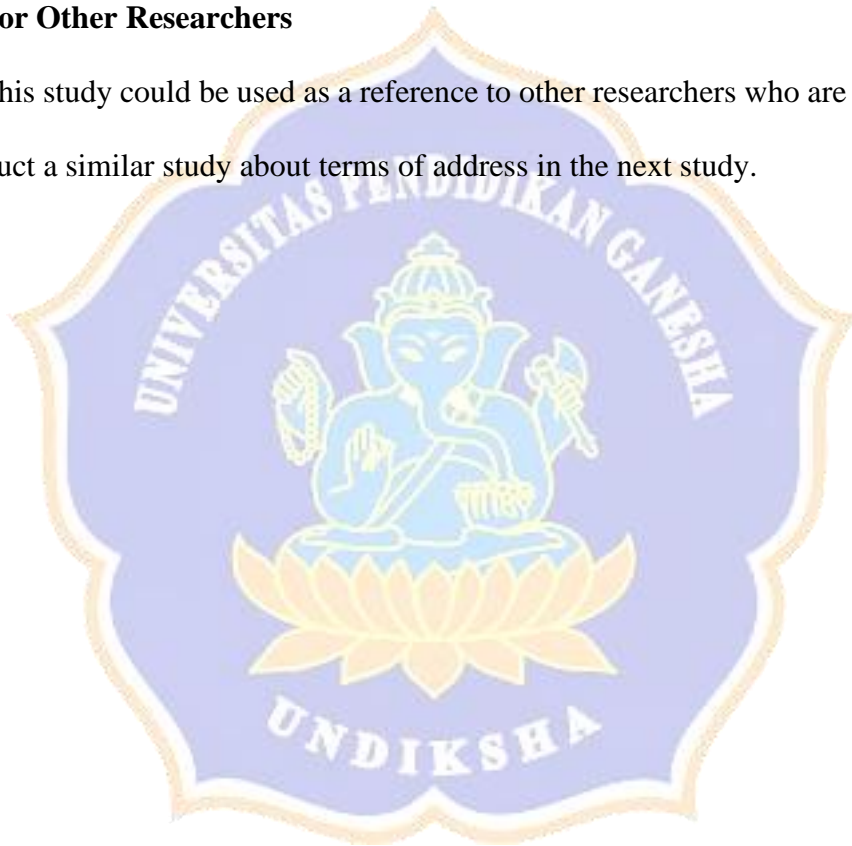 or Other Researchers
his study could be used as a reference to other researchers who are
uct a similar study about terms of address in the next study.
UNIVERSITAS PENDIDIKAN GANESHA
UNDIKSHA